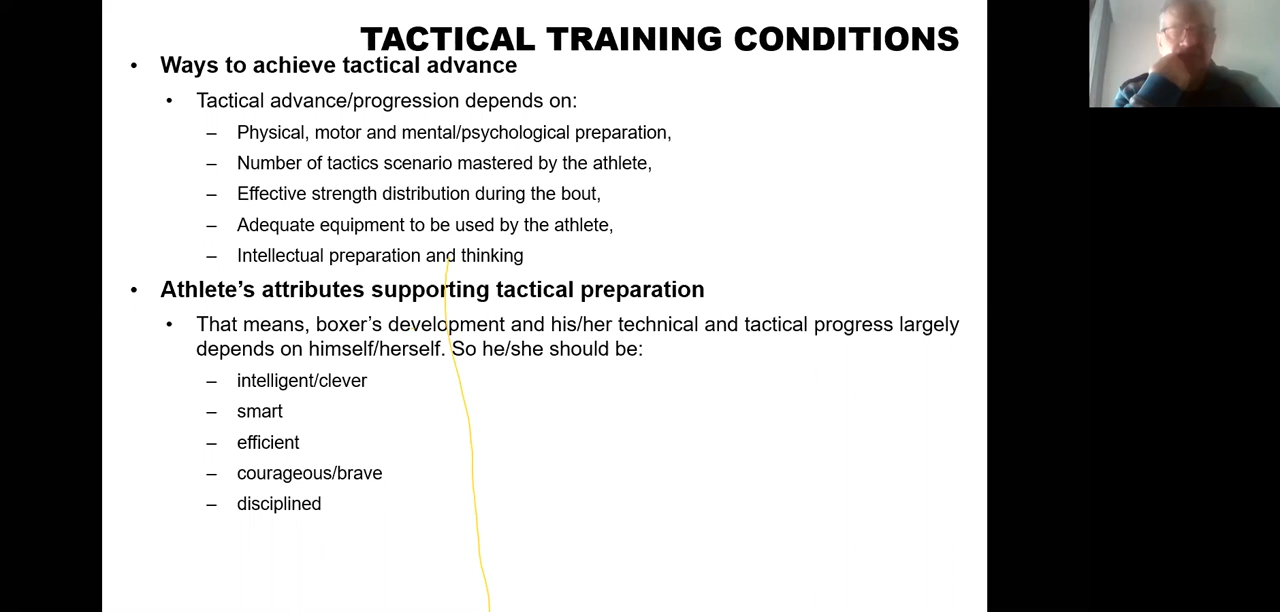 TACTICAL TRAINING CONDITIONS
• Ways to achieve tactical advance
• Tactical advance/progression depends on:
– Physical, motor and mental/psychological preparation,
– Number of tactics scenario mastered by the athlete,
– Effective strength distribution during the bout,
– Adequate equipment to be used by the athlete,
– Intellectual preparation and thinking
• Athlete’s attributes supporting tactical preparation
• That means, boxer’s development and his/her technical and tactical progress largely
depends on himself/herself. So he/she should be:
– intelligent/clever
– smart
– efficient
– courageous/brave
– disciplined